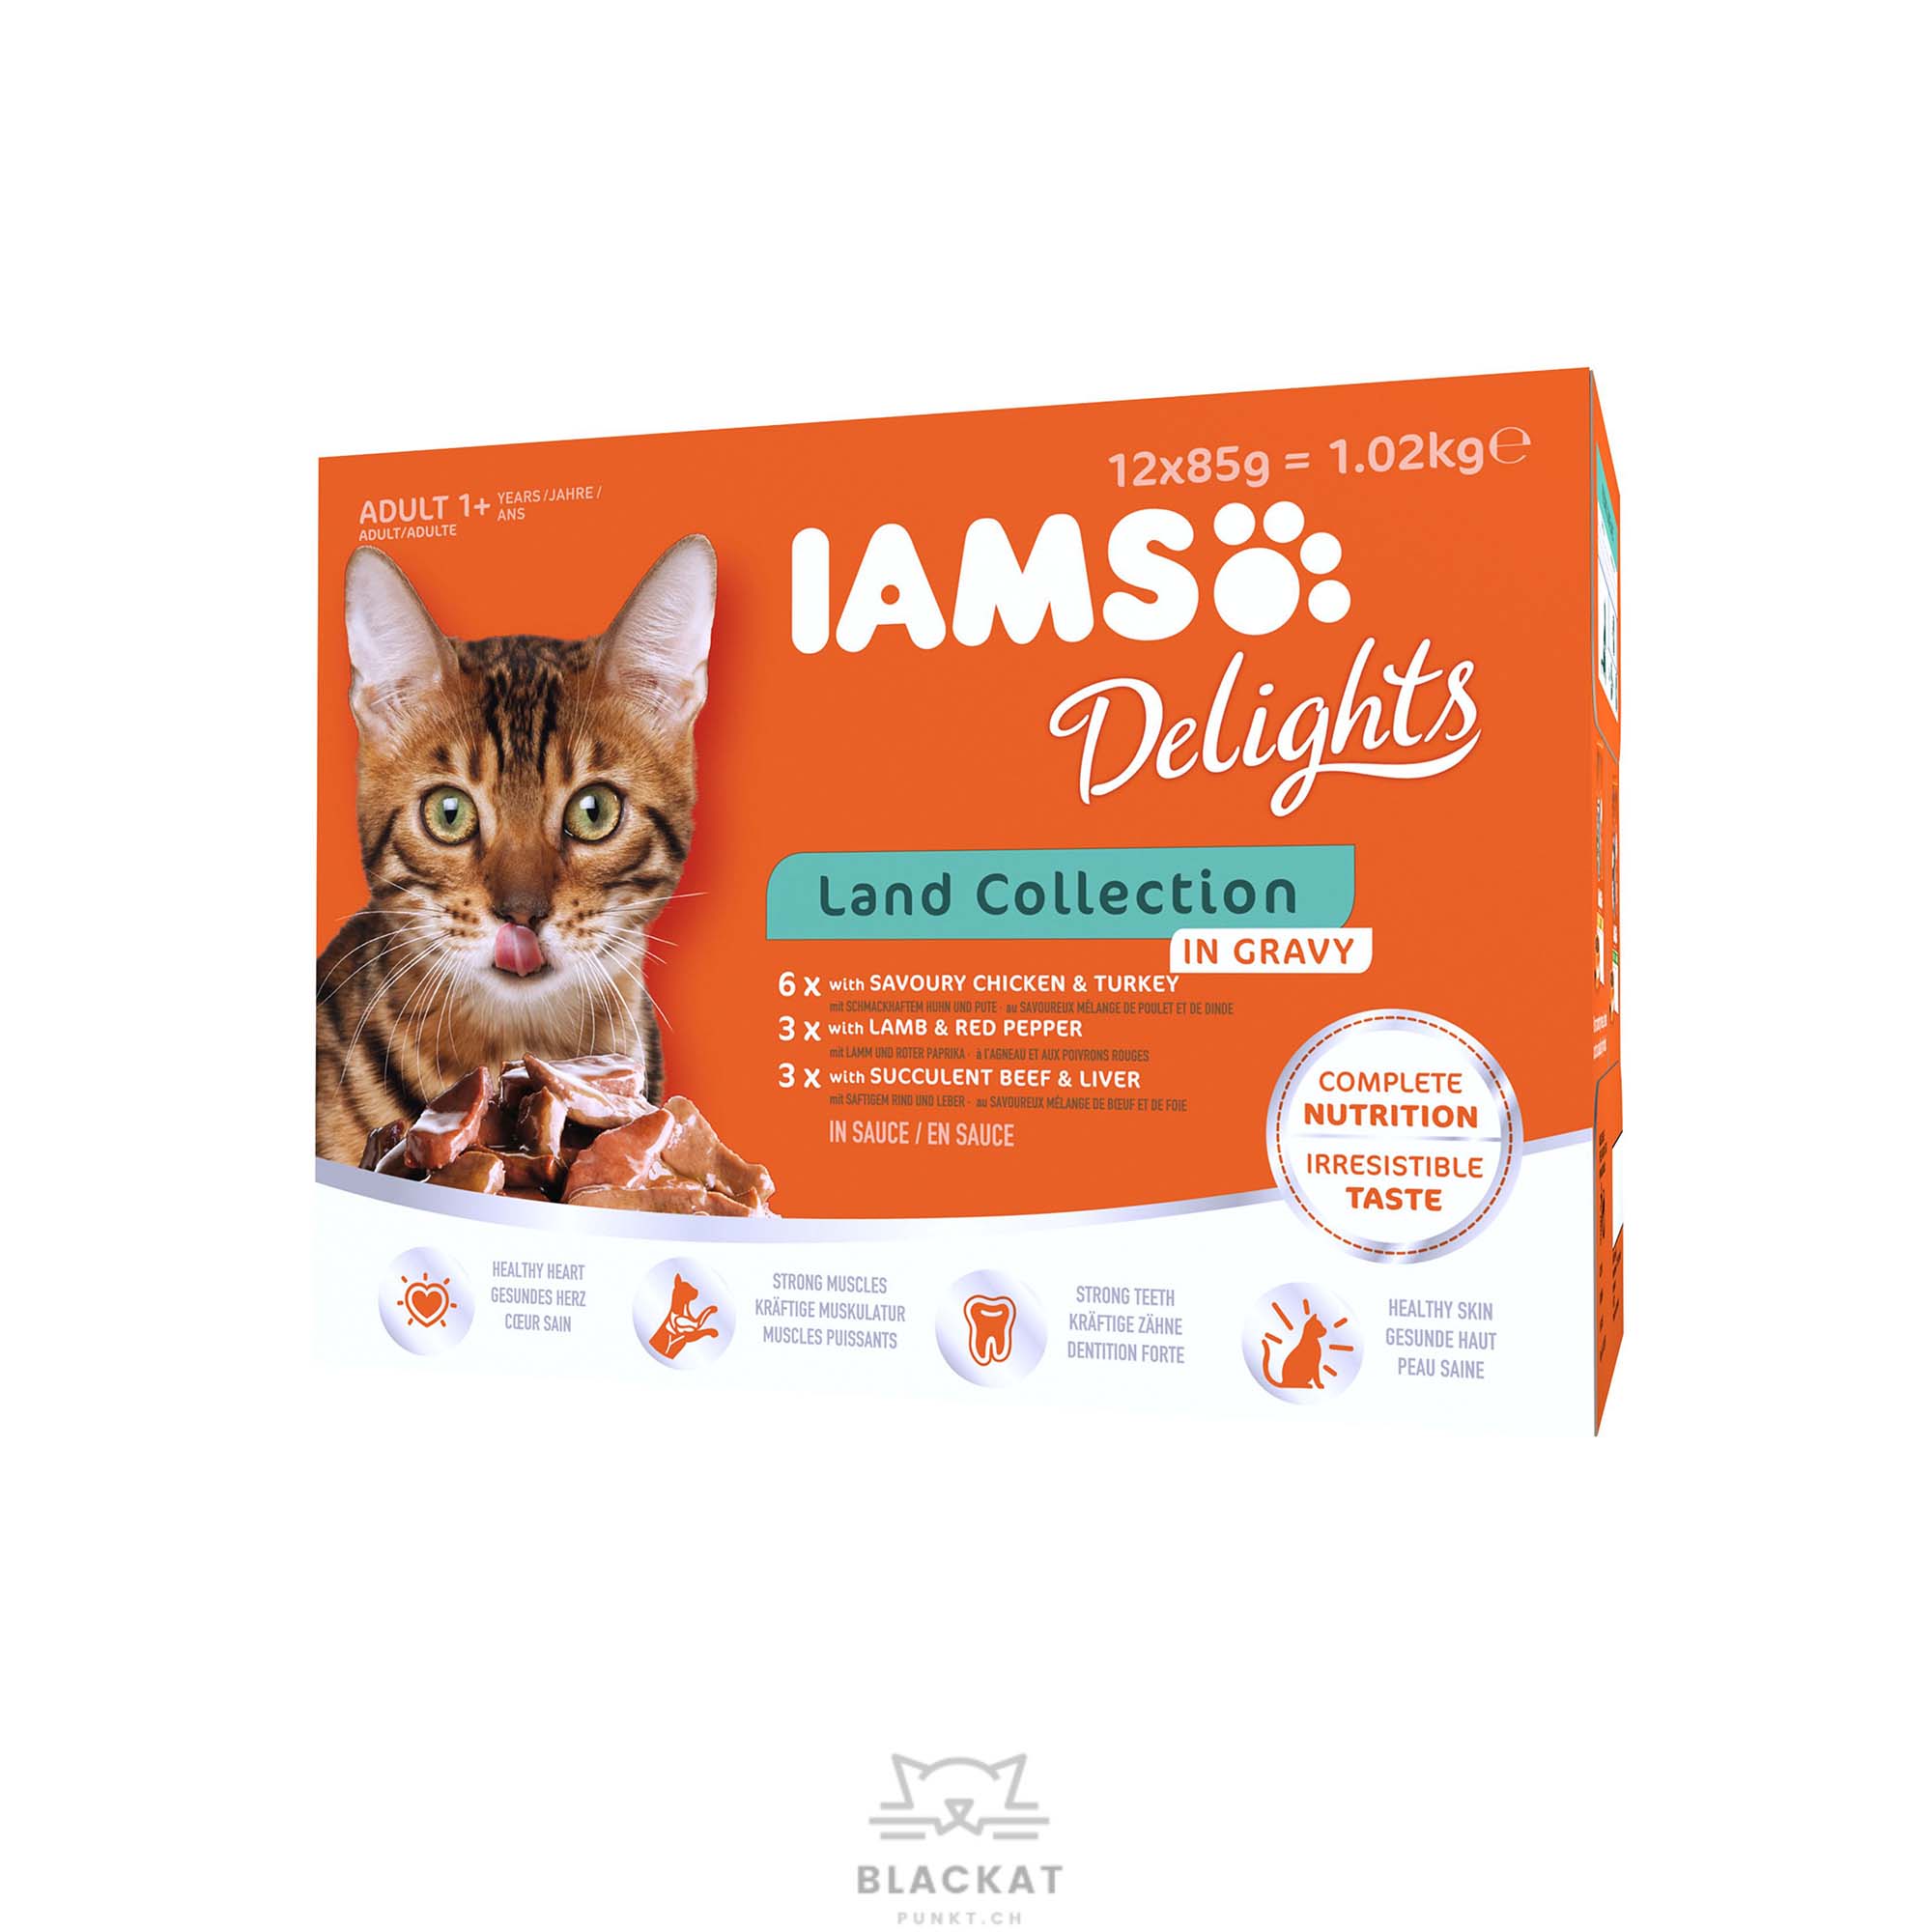 12x85g = 1.02kg℮
ADULT 1+ YEARS /JAHRE /
ANS
ADULT/ADULTE
IAMS
Delights
Land Collection
IN GRAVY
6 x with SAVOURY CHICKEN & TURKEY
mit SCHMACKHAFTEM HUHN UND PUTE · au SAVOUREUX MÉLANGE DE POULET ET DE DINDE
3 x with LAMB & RED PEPPER
mit LAMM UND ROTER PAPRIKA · à l'AGNEAU ET AUX POIVRONS ROUGES
3 x with SUCCULENT BEEF & LIVER
mit SAFTIGEM RIND UND LEBER · au SAVOUREUX MÉLANGE DE BŒUF ET DE FOIE
IN SAUCE / EN SAUCE
COMPLETE
NUTRITION
IRRESISTIBLE
TASTE
HEALTHY HEART
GESUNDES HERZ
CŒUR SAIN
STRONG MUSCLES
KRÄFTIGE MUSKULATUR
MUSCLES PUISSANTS
STRONG TEETH
KRÄFTIGE ZÄHNE
DENTITION FORTE
HEALTHY SKIN
GESUNDE HAUT
PEAU SAINE
BLACKAT
PUNKT.CH